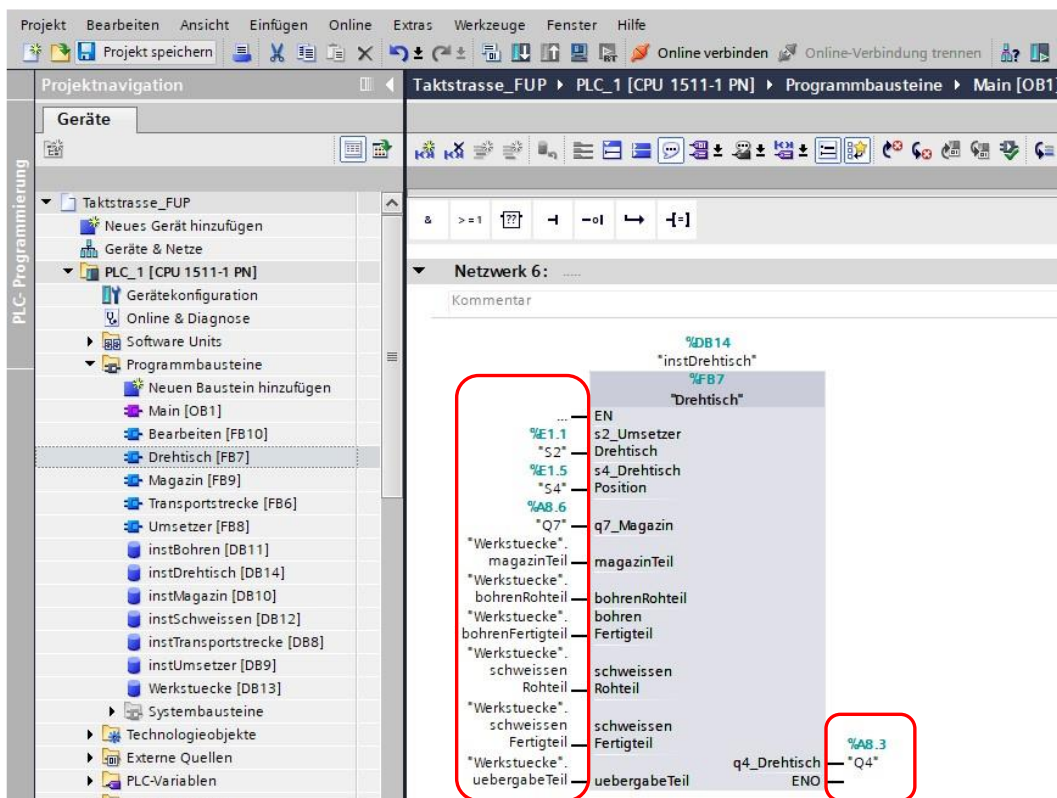 Projekt Bearbeiten Ansicht Einfügen Online Extras Werkzeuge Fenster Hilfe
Projekt speichern Online verbinden Online-Verbindung trennen
Projektnavigation
Taktstrasse_FUP PLC_1 [CPU 1511-1 PN] Programmbausteine Main [OB1]
Geräte
PLC- Programmierung
Taktstrasse_FUP
Neues Gerät hinzufügen
Geräte & Netze
PLC_1 [CPU 1511-1 PN]
Gerätekonfiguration
Online & Diagnose
Software Units
Programmbausteine
Neuen Baustein hinzufügen
Main [OB1]
Bearbeiten [FB10]
Drehtisch [FB7]
Magazin [FB9]
Transportstrecke [FB6]
Umsetzer [FB8]
instBohren [DB11]
instDrehtisch [DB14]
instMagazin [DB10]
instSchweissen [DB12]
instTransportstrecke [DB8]
instUmsetzer [DB9]
Werkstuecke [DB13]
Systembausteine
Technologieobjekte
Externe Quellen
PLC-Variablen
& >=1 ??
Netzwerk 6: .....
Kommentar
%DB14
"instDrehtisch"
%FB7
"Drehtisch"
... EN
%E1.1 s2_Umsetzer
"S2" Drehtisch
%E1.5 s4_Drehtisch
"S4" Position
%A8.6
"Q7" q7_Magazin
"Werkstuecke".
magazinTeil magazinTeil
"Werkstuecke".
bohrenRohteil bohrenRohteil
"Werkstuecke". bohren
bohrenFertigteil Fertigteil
"Werkstuecke".
schweissen schweissen
Rohteil Rohteil
"Werkstuecke".
schweissen schweissen
Fertigteil Fertigteil
%A8.3
"Werkstuecke". q4_Drehtisch "Q4"
uebergabeTeil uebergabeTeil ENO